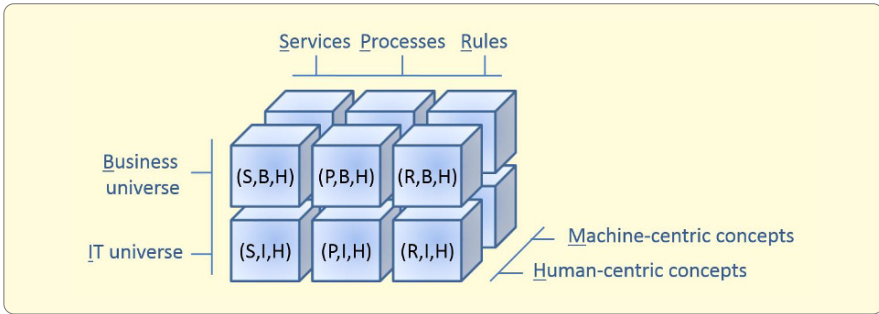 Services Processes Rules
Business
universe
(S,B,H) (P,B,H) (R,B,H)
IT universe
(S,I,H) (P,I,H) (R,I,H)
Machine-centric concepts
Human-centric concepts